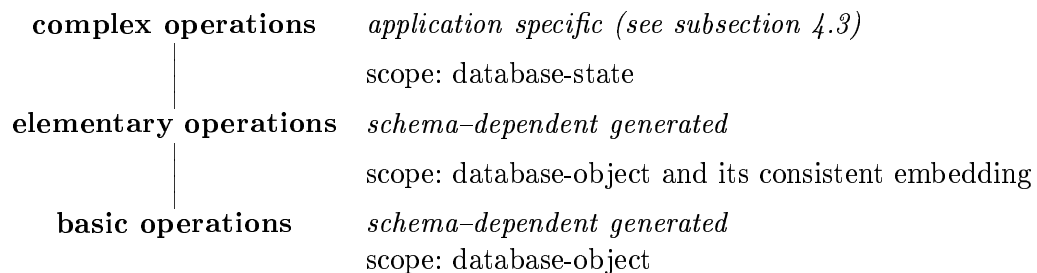 complex operations application specific (see subsection 4.3)
scope: database-state
elementary operations schema–dependent generated
scope: database-object and its consistent embedding
basic operations schema–dependent generated
scope: database-object